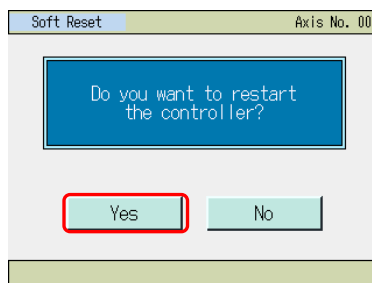 Soft Reset Axis No. 00
Do you want to restart
the controller?
Yes No